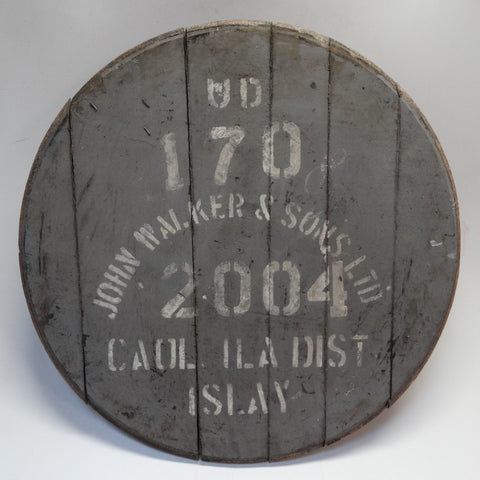 UD
170
JOHN WALKER & SONS LTD
2004
CAOL ILA DIST.
ISLAY